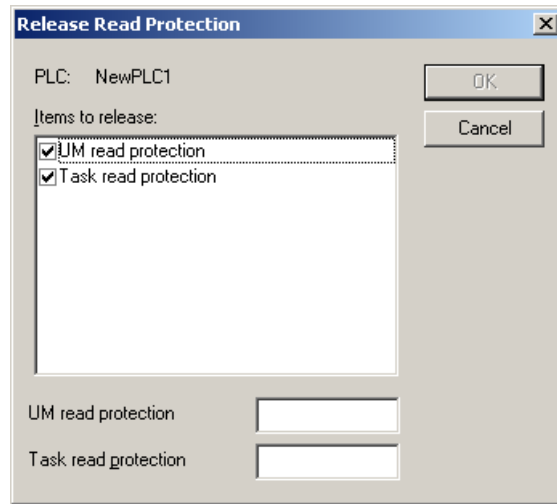 Release Read Protection
PLC: NewPLC1
OK
Items to release:
Cancel
UM read protection
Task read protection
UM read protection
Task read protection